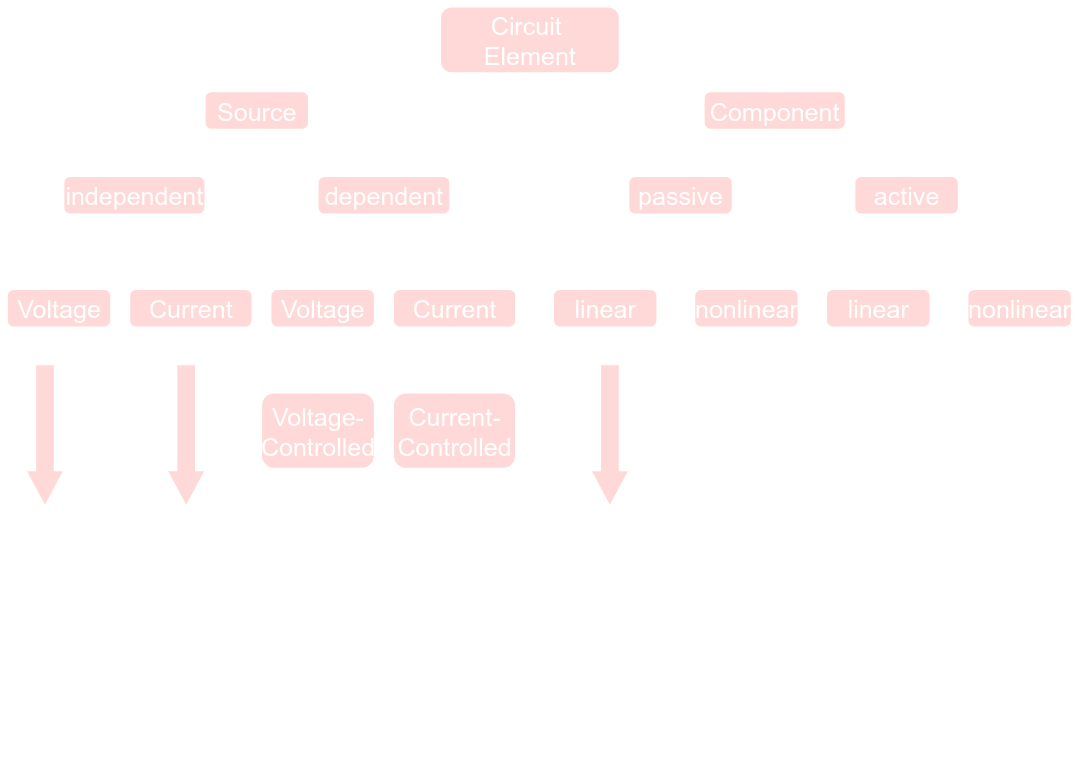 Circuit
Element
Source
Component
independent
dependent
passive
active
Voltage
Current
Voltage
Current
linear
nonlinear
linear
nonlinear
Voltage-
Controlled
Current-
Controlled